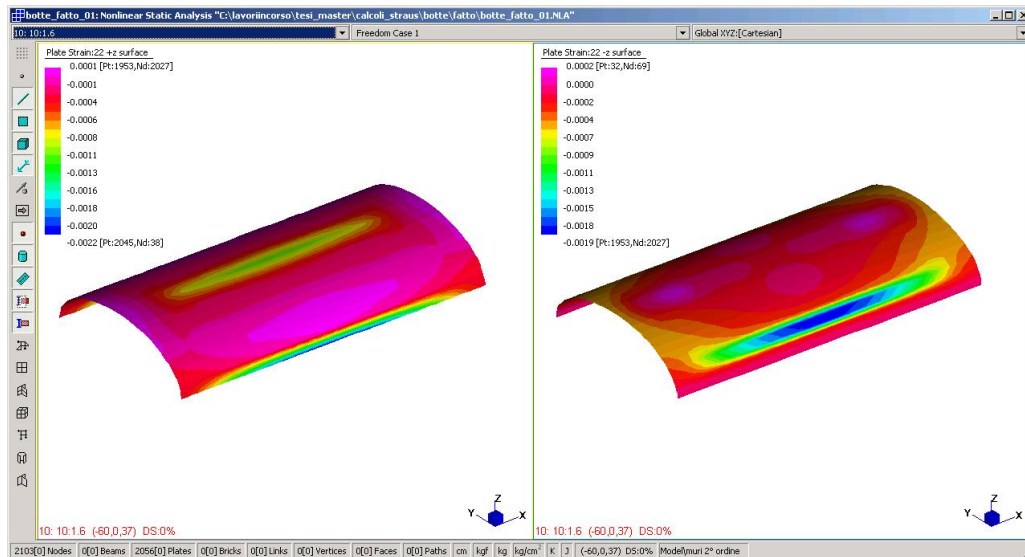 botte_fatto_01: Nonlinear Static Analysis "C:\lavoriincorso\tesi_master\calcoli_straus\botte\fatto\botte_fatto_01.NLA"
10: 10:1.6 Freedom Case 1 Global XYZ:[Cartesian]
Plate Strain:22 +z surface
0.0001 [Pt:1953,Nd:2027]
-0.0001
-0.0004
-0.0006
-0.0008
-0.0011
-0.0013
-0.0016
-0.0018
-0.0020
-0.0022 [Pt:2045,Nd:38]
Z
Y
X
10: 10:1.6 (-60,0,37) DS:0%
Plate Strain:22 -z surface
0.0002 [Pt:32,Nd:69]
0.0000
-0.0002
-0.0004
-0.0007
-0.0009
-0.0011
-0.0013
-0.0015
-0.0018
-0.0019 [Pt:1953,Nd:2027]
Z
Y
X
10: 10:1.6 (-60,0,37) DS:0%
2103[0] Nodes 0[0] Beams 2056[0] Plates 0[0] Bricks 0[0] Links 0[0] Vertices 0[0] Faces 0[0] Paths cm kgf kg kg/cm² K J (-60,0,37) DS:0% Model\muri 2° ordine